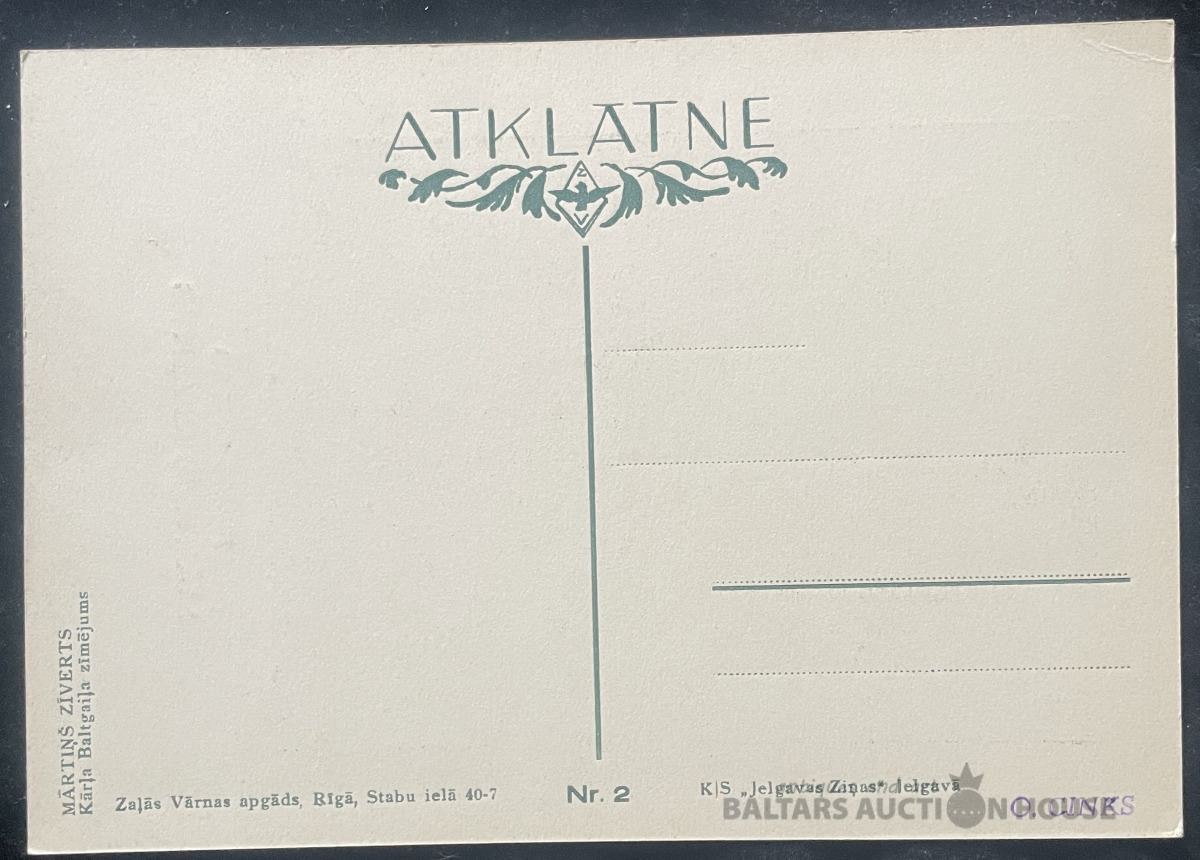 ATKLĀTNE
Z
V
MĀRTIŅŠ ZĪVERTS
Kārļa Baltgaiļa zīmējums
Zaļās Vārnas apgāds, Rīgā, Stabu ielā 40-7
Nr. 2
K|S „Jelgavas Ziņas“ Jelgavā
BALTARS AUCTION HOUSE